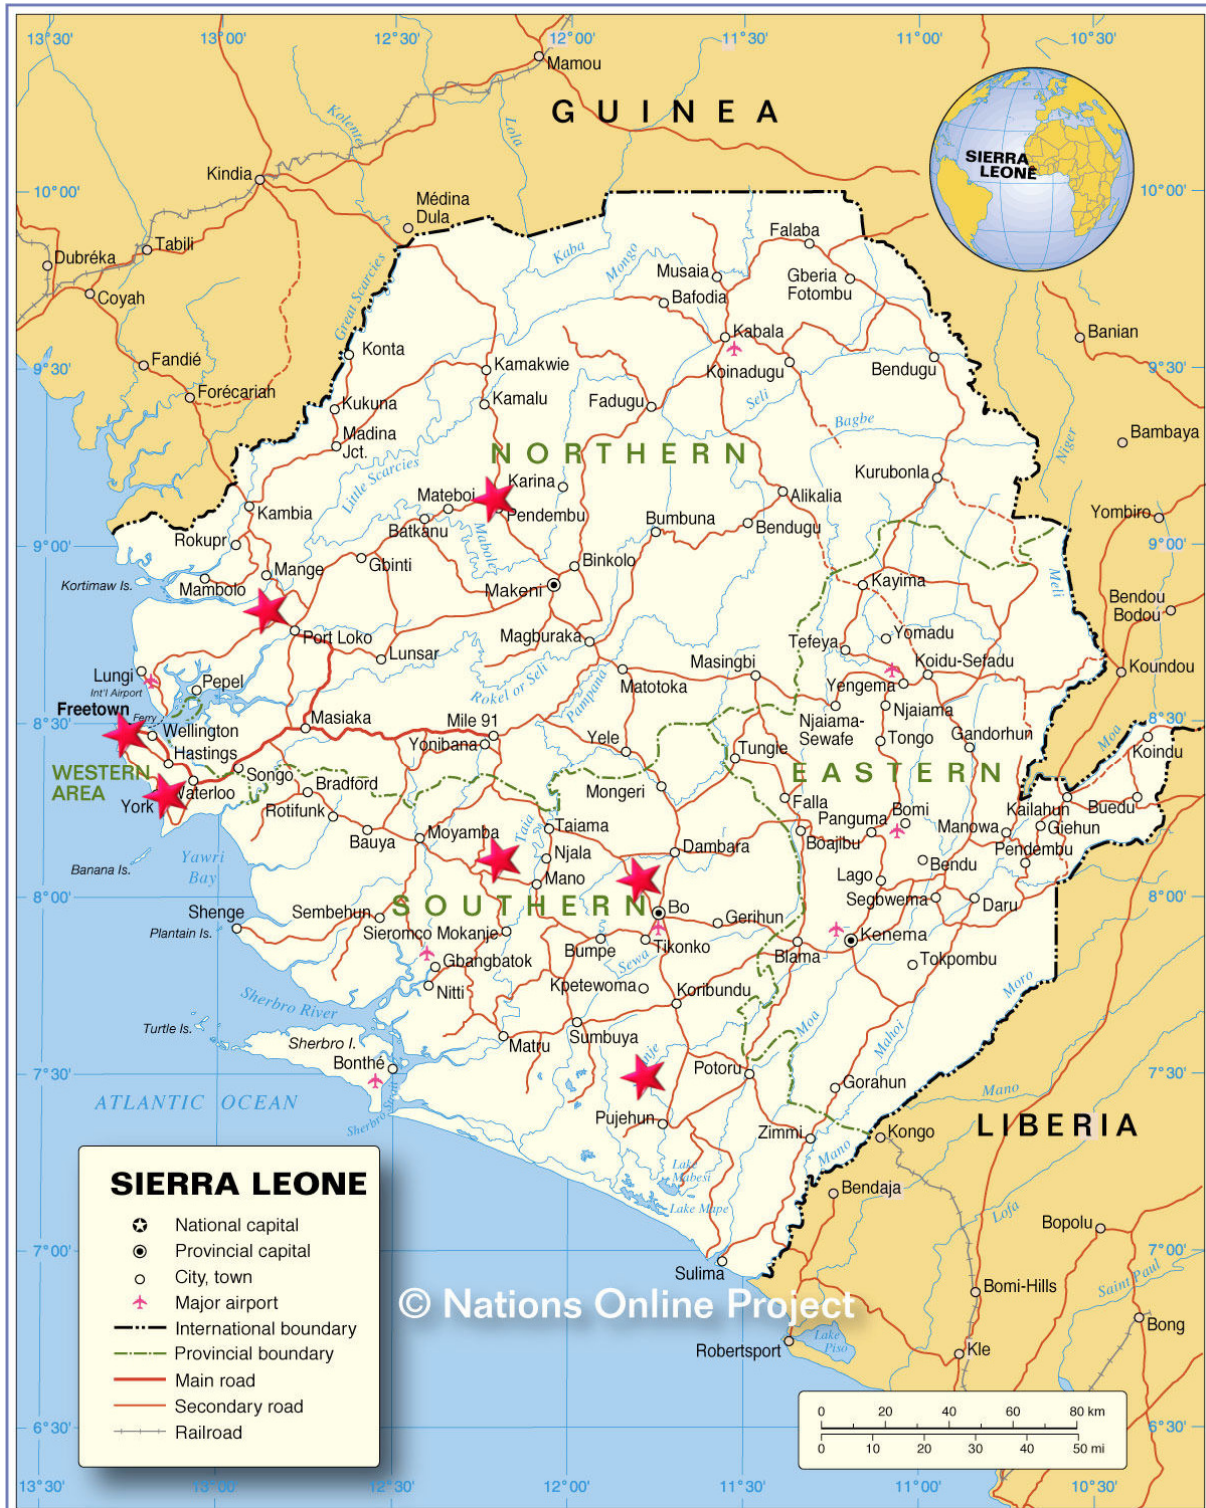 13°30'
13°00'
12°30'
12°00'
11°30'
11°00'
10°30'
Mamou
GUINEA
Kolente
Lola
SIERRA
LEONE
Kindia
10°00'
10°00'
Médina
Dula
Tabili
Dubréka
Falaba
Kaba
Mongo
Musaia
Gberia
Fotombu
Coyah
Bafodia
Great Scarcies
Kabala
Banian
Konta
Fandié
9°30'
9°30'
Kamakwie
Koinadugu
Bendugu
Forécariah
Kukuna
Kamalu
Fadugu
Seli
Bagbe
Niger
Bambaya
Madina
Jct.
NORTHERN
Little Scarcies
Karina
Kurubonla
Mateboi
Alikalia
Kambia
Pendembu
Batkanu
Bumbuna
Bendugu
Yombiro
Rokupr
Mabole
9°00'
9°00'
Gbinti
Binkolo
Mange
Kortimaw Is.
Mambolo
Makeni
Kayima
Meli
Bendou
Bodou
Port Loko
Magburaka
Tefeya
Yomadu
Lunsar
Masingbi
Koidu-Sefadu
Koundou
Lungi
Int'l Airport
Pepel
Rokel or Seli
Pampana
Matotoka
Yengema
Freetown
Ferry
8°30'
8°30'
Masiaka
Mile 91
Njaiama-
Sewafe
Njaiama
Moa
Wellington
Hastings
Yonibana
Yele
Tungie
Tongo
Gandorhun
Koindu
WESTERN
AREA
Songo
EASTERN
York
Waterloo
Bradford
Mongeri
Falla
Rotifunk
Panguma
Bomi
Kailahun
Buedu
Moyamba
Taia
Taiama
Boajibu
Manowa
Giehun
Bauya
Dambara
Pendembu
Yawri
Bay
Banana Is.
Njala
Bendu
Mano
Lago
8°00'
8°00'
Shenge
Plantain Is.
Sembehun
SOUTHERN
Bo
Segbwema
Daru
Gerihun
Sieromco Mokanje
Kenema
Bumpe
Tikonko
Blama
Gbangbatok
Sewa
Tokpombu
Nitti
Kpetewoma
Koribundu
Moro
Sherbro River
Turtle Is.
Sherbro I.
Matru
Sumbuya
Moa
Mahoi
Bonthé
7°30'
7°30'
Potoru
Gorahun
ATLANTIC OCEAN
Mano
Pujehun
LIBERIA
Zimmi
Kongo
Mano
Lake
Mabesi
Lake Mape
Bendaja
Lofa
Bopolu
7°00'
7°00'
Sulima
Saint Paul
Bomi-Hills
Bong
Robertsport
Lake
Piso
Kle
6°30'
6°30'
SIERRA LEONE
National capital
Provincial capital
City, town
Major airport
International boundary
Provincial boundary
Main road
Secondary road
Railroad
© Nations Online Project
0 20 40 60 80 km
0 10 20 30 40 50 mi
13°30'
13°00'
12°30'
12°00'
11°30'
11°00'
10°30'